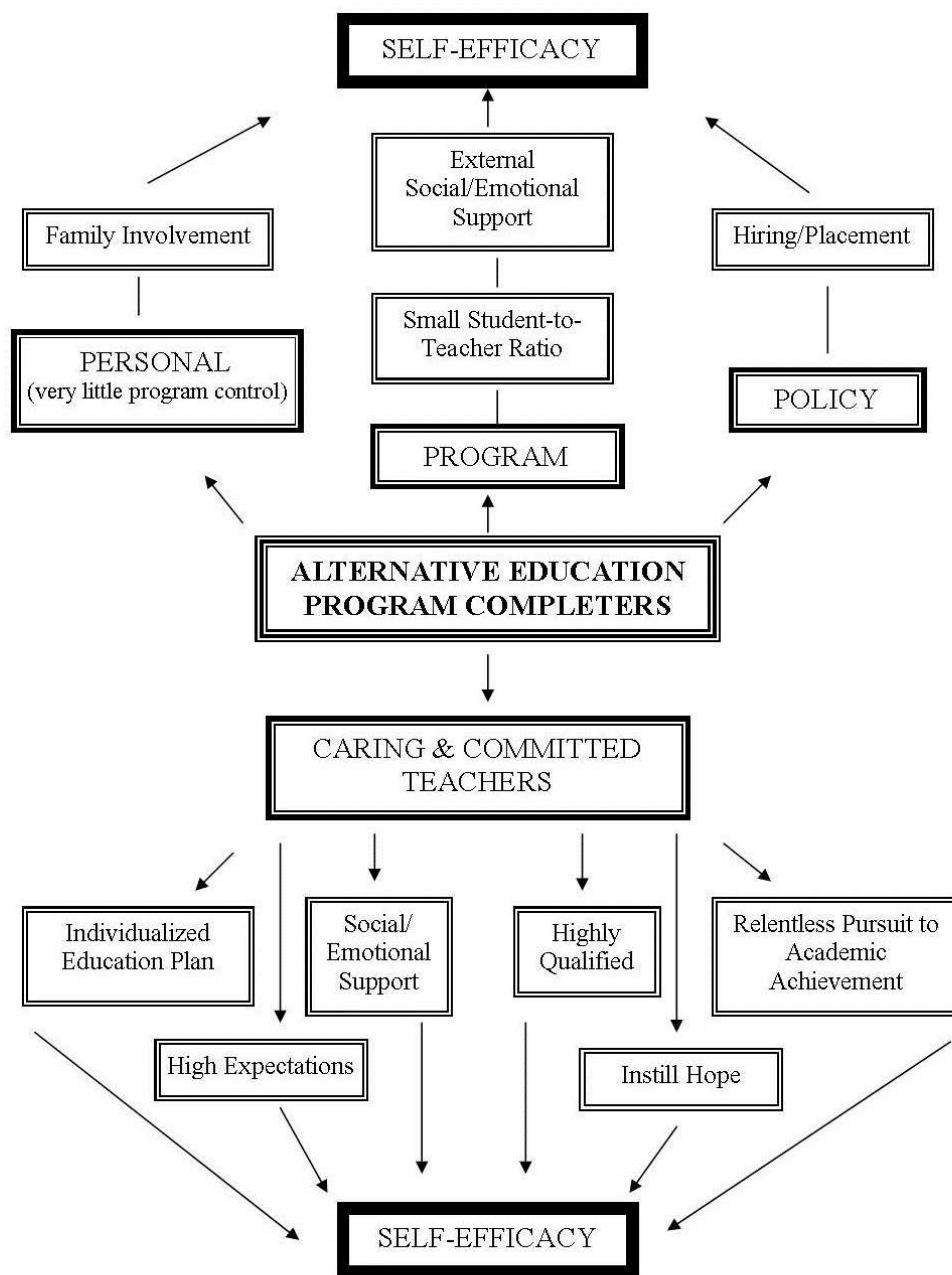 SELF-EFFICACY
External
Social/Emotional
Support
Family Involvement
Hiring/Placement
Small Student-to-
Teacher Ratio
PERSONAL
(very little program control)
POLICY
PROGRAM
ALTERNATIVE EDUCATION
PROGRAM COMPLETERS
CARING & COMMITTED
TEACHERS
Individualized
Education Plan
Social/
Emotional
Support
Highly
Qualified
Relentless Pursuit to
Academic
Achievement
High Expectations
Instill Hope
SELF-EFFICACY